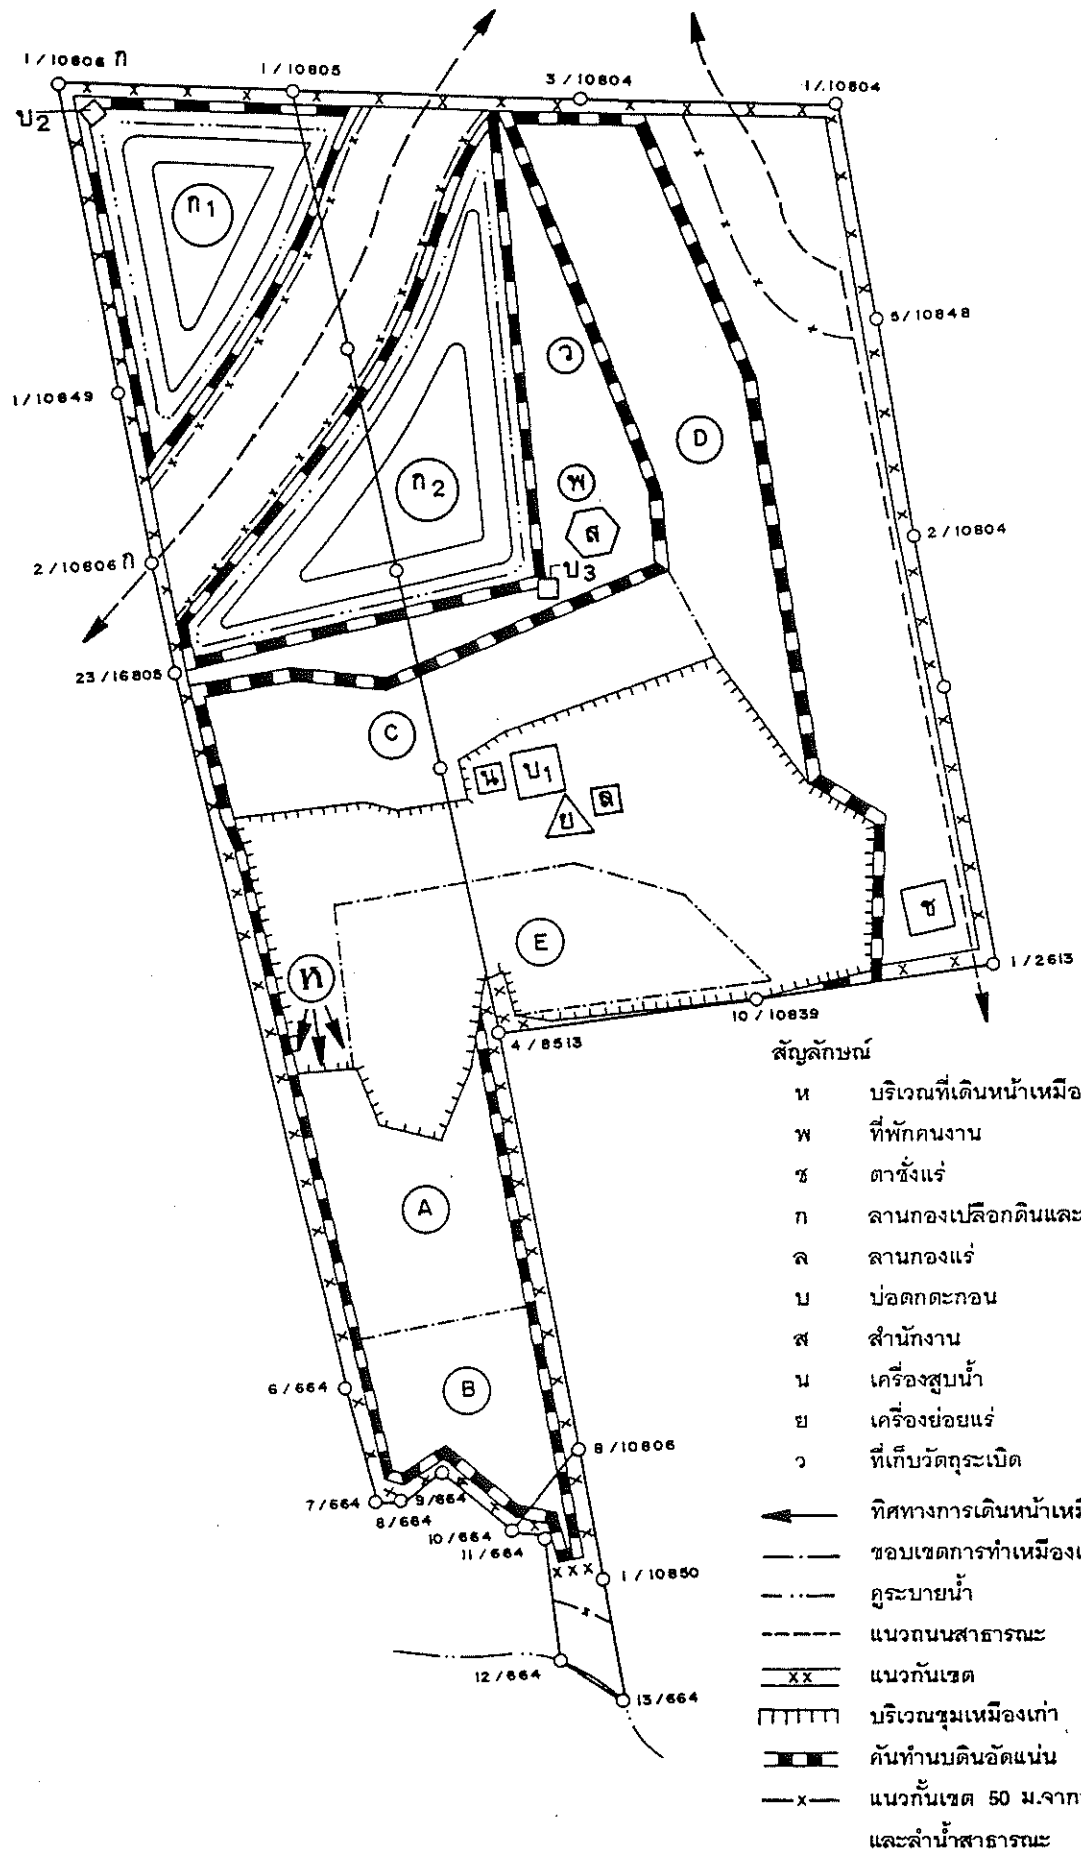 1/10806 ก
1/10805
3/10804
1/10804
บ2
ก1
5/10848
ว
1/10649
D
ก2
พ
ส
2/10804
2/10606 ก
บ3
23/16805
C
น
บ1
ล
ย
ช
E
ห
1/2613
10/10839
4/8513
A
6/664
B
8/10806
7/664
8/664
9/664
10/664
11/664
1/10850
12/664
13/664
สัญลักษณ์
ห บริเวณที่เดินหน้าเหมือ
พ ที่พักคนงาน
ช ตาชั่งแร่
ก ลานกองเปลือกดินและ
ล ลานกองแร่
บ บ่อตกตะกอน
ส สำนักงาน
น เครื่องสูบน้ำ
ย เครื่องย่อยแร่
ว ที่เก็บวัตถุระเบิด
ทิศทางการเดินหน้าเหมื
ขอบเขตการทำเหมืองแ
คูระบายน้ำ
แนวถนนสาธารณะ
xx แนวกันเขต
บริเวณขุมเหมืองเก่า
คันทำนบดินอัดแน่น
x แนวกั้นเขต 50 ม.จาก
และลำน้ำสาธารณะ